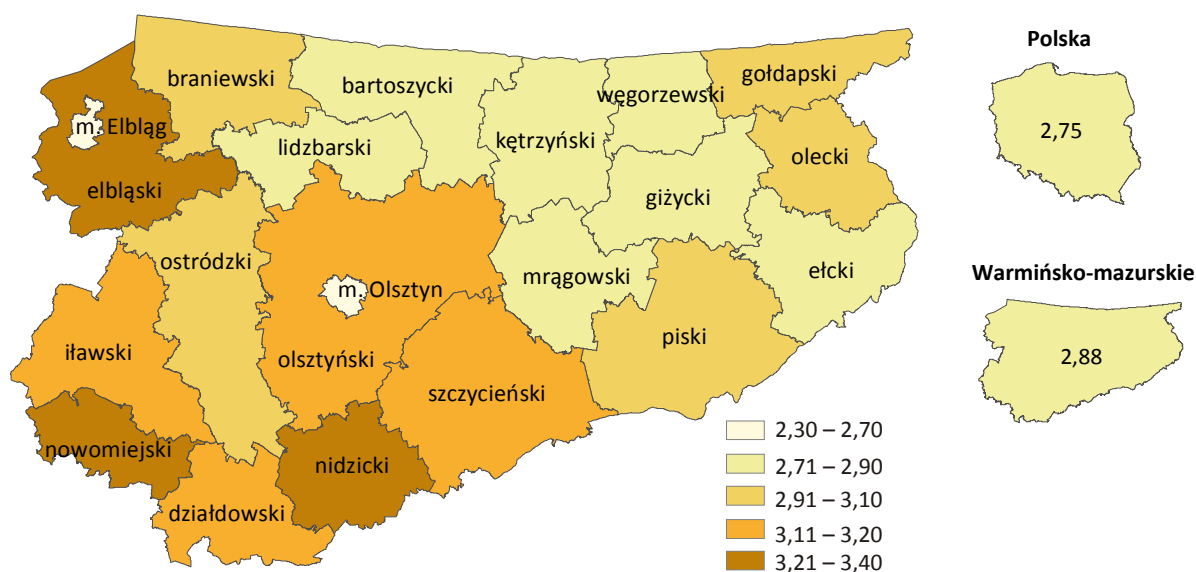 braniewski
bartoszycki
węgorzewski
gołdapski
m. Elbląg
lidzbarski
kętrzyński
olecki
elbląski
giżycki
ostródzki
mrągowski
ełcki
m. Olsztyn
iławski
olsztyński
piski
szczycieński
nowomiejski
nidzicki
działdowski
Polska
2,75
Warmińsko-mazurskie
2,88
2,30 – 2,70
2,71 – 2,90
2,91 – 3,10
3,11 – 3,20
3,21 – 3,40